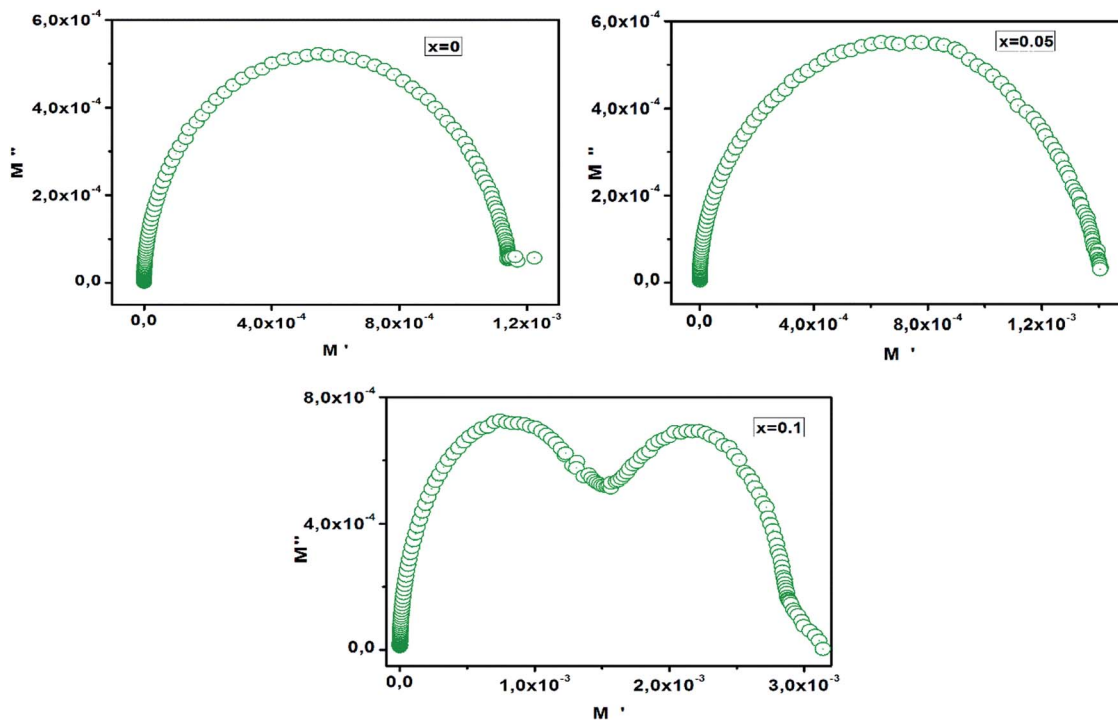 6,0x10⁻⁴
x=0
4,0x10⁻⁴
M "
2,0x10⁻⁴
0,0
0,0
4,0x10⁻⁴
8,0x10⁻⁴
1,2x10⁻³
M '
6,0x10⁻⁴
x=0.05
4,0x10⁻⁴
M "
2,0x10⁻⁴
0,0
0,0
4,0x10⁻⁴
8,0x10⁻⁴
1,2x10⁻³
M '
8,0x10⁻⁴
x=0.1
4,0x10⁻⁴
M"
0,0
0,0
1,0x10⁻³
2,0x10⁻³
3,0x10⁻³
M '